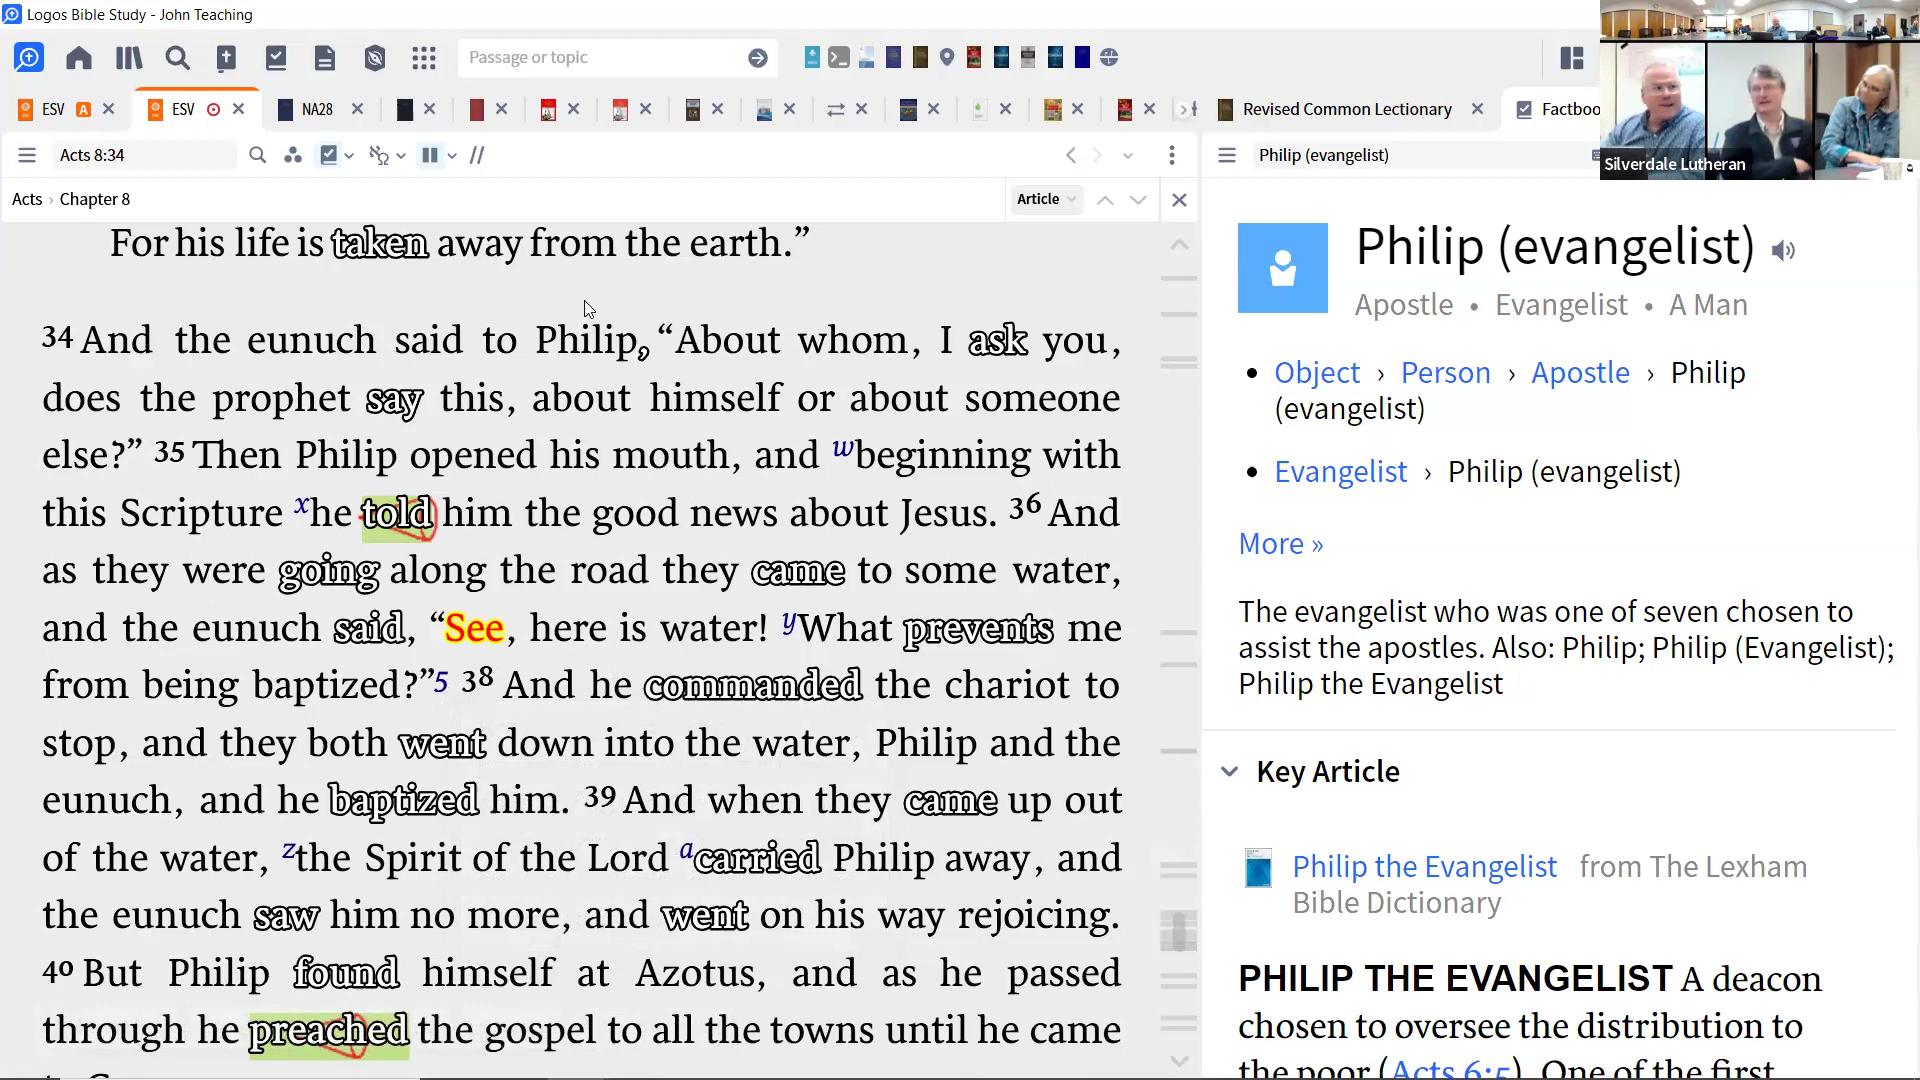 Logos Bible Study - John Teaching
Passage or topic
ESV A
ESV
NA28
Revised Common Lectionary
Factboo
Acts 8:34
Philip (evangelist)
Silverdale Lutheran
Acts › Chapter 8
Article
For his life is taken away from the earth.”
34 And the eunuch said to Philip, “About whom, I ask you,
does the prophet say this, about himself or about someone
else?” 35 Then Philip opened his mouth, and wbeginning with
this Scripture xhe told him the good news about Jesus. 36 And
as they were going along the road they came to some water,
and the eunuch said, “See, here is water! yWhat prevents me
from being baptized?”5 38 And he commanded the chariot to
stop, and they both went down into the water, Philip and the
eunuch, and he baptized him. 39 And when they came up out
of the water, zthe Spirit of the Lord acarried Philip away, and
the eunuch saw him no more, and went on his way rejoicing.
40 But Philip found himself at Azotus, and as he passed
through he preached the gospel to all the towns until he came
Philip (evangelist)
Apostle • Evangelist • A Man
• Object › Person › Apostle › Philip
(evangelist)
• Evangelist › Philip (evangelist)
More »
The evangelist who was one of seven chosen to
assist the apostles. Also: Philip; Philip (Evangelist);
Philip the Evangelist
Key Article
Philip the Evangelist from The Lexham
Bible Dictionary
PHILIP THE EVANGELIST A deacon
chosen to oversee the distribution to
the poor (Acts 6:5). One of the first